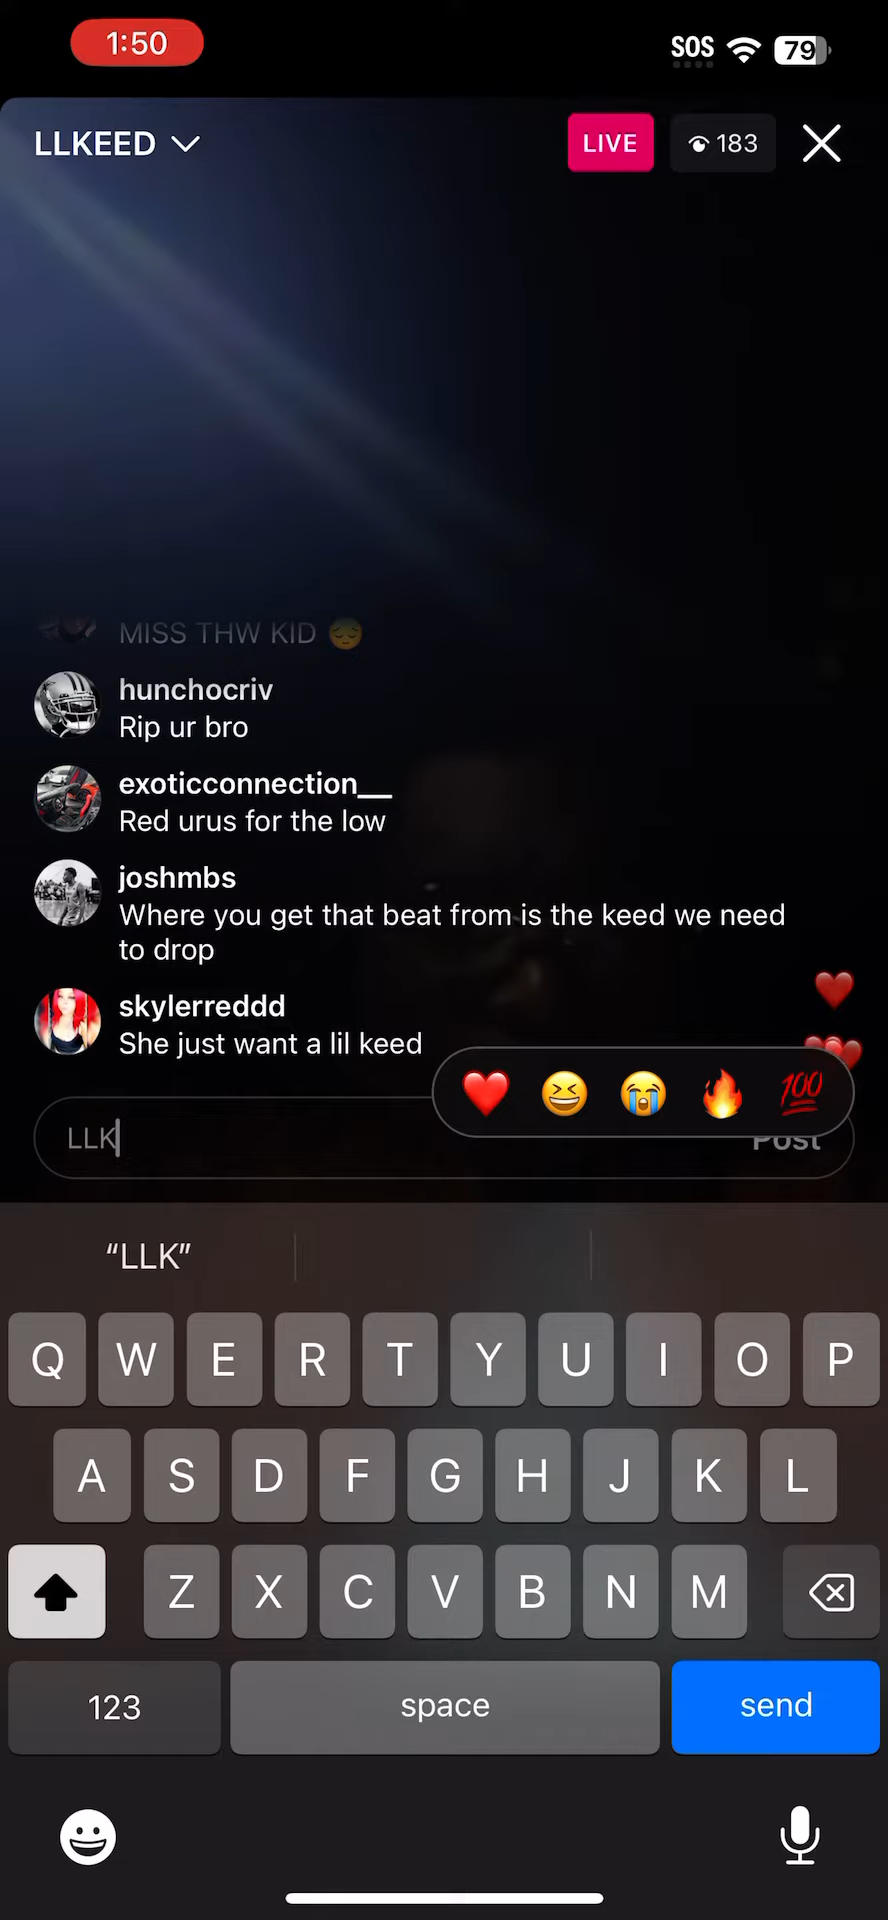 1:50
SOS
79
LLKEED
LIVE
183
MISS THW KID 😔
hunchocriv
Rip ur bro
exoticconnection__
Red urus for the low
joshmbs
Where you get that beat from is the keed we need
to drop
skylerreddd
She just want a lil keed
❤️ 😆 😭 🔥 💯
LLK
Post
“LLK”
Q W E R T Y U I O P
A S D F G H J K L
Z X C V B N M
123
space
send